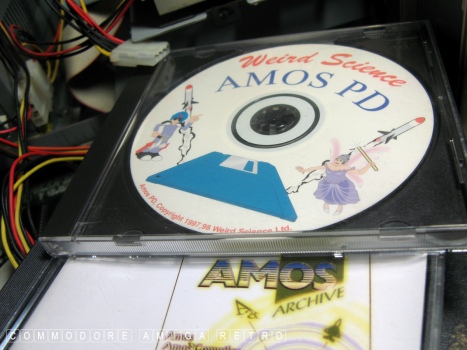 Weird Science
AMOS PD
Amos PD, Copyright 1997,98 Weird Science Ltd.
AMOS
ARCHIVE
COMMODORE AMIGA RETRO